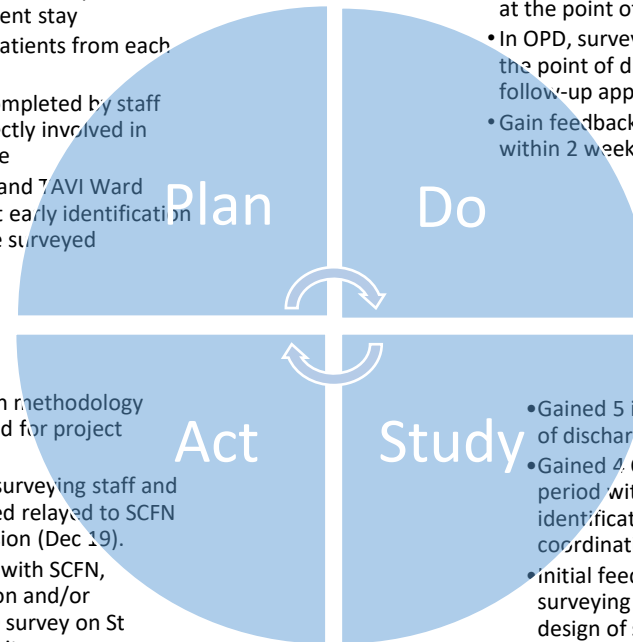 ent stay
atients from each
mpleted by staff
ctly involved in
e
and TAVI Ward
t early identification
e surveyed
Plan
at the point of
• In OPD, survey
the point of d
follow-up app
• Gain feedback
within 2 week
Do
n methodology
d for project
surveying staff and
ed relayed to SCFN
ion (Dec 19).
with SCFN,
on and/or
survey on St
Act
Study
•Gained 5 i
of dischar
•Gained 4
period wit
identificat
coordinat
•Initial feed
surveying
design of s